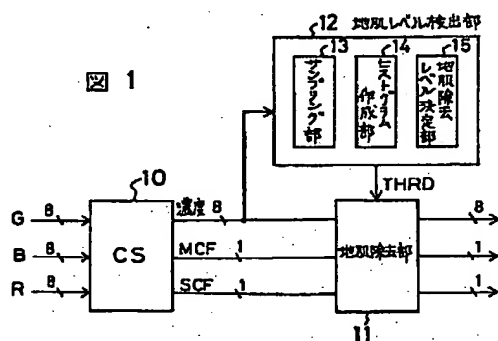 図 1
12 地肌レベル検出部
13 14 15
サンプリング部
ヒストグラム作成部
地肌除去レベル決定部
THRD
10
G 8
B 8
R 8
CS
濃度 8
MCF 1
SCF 1
地肌除去部
8
1
1
11